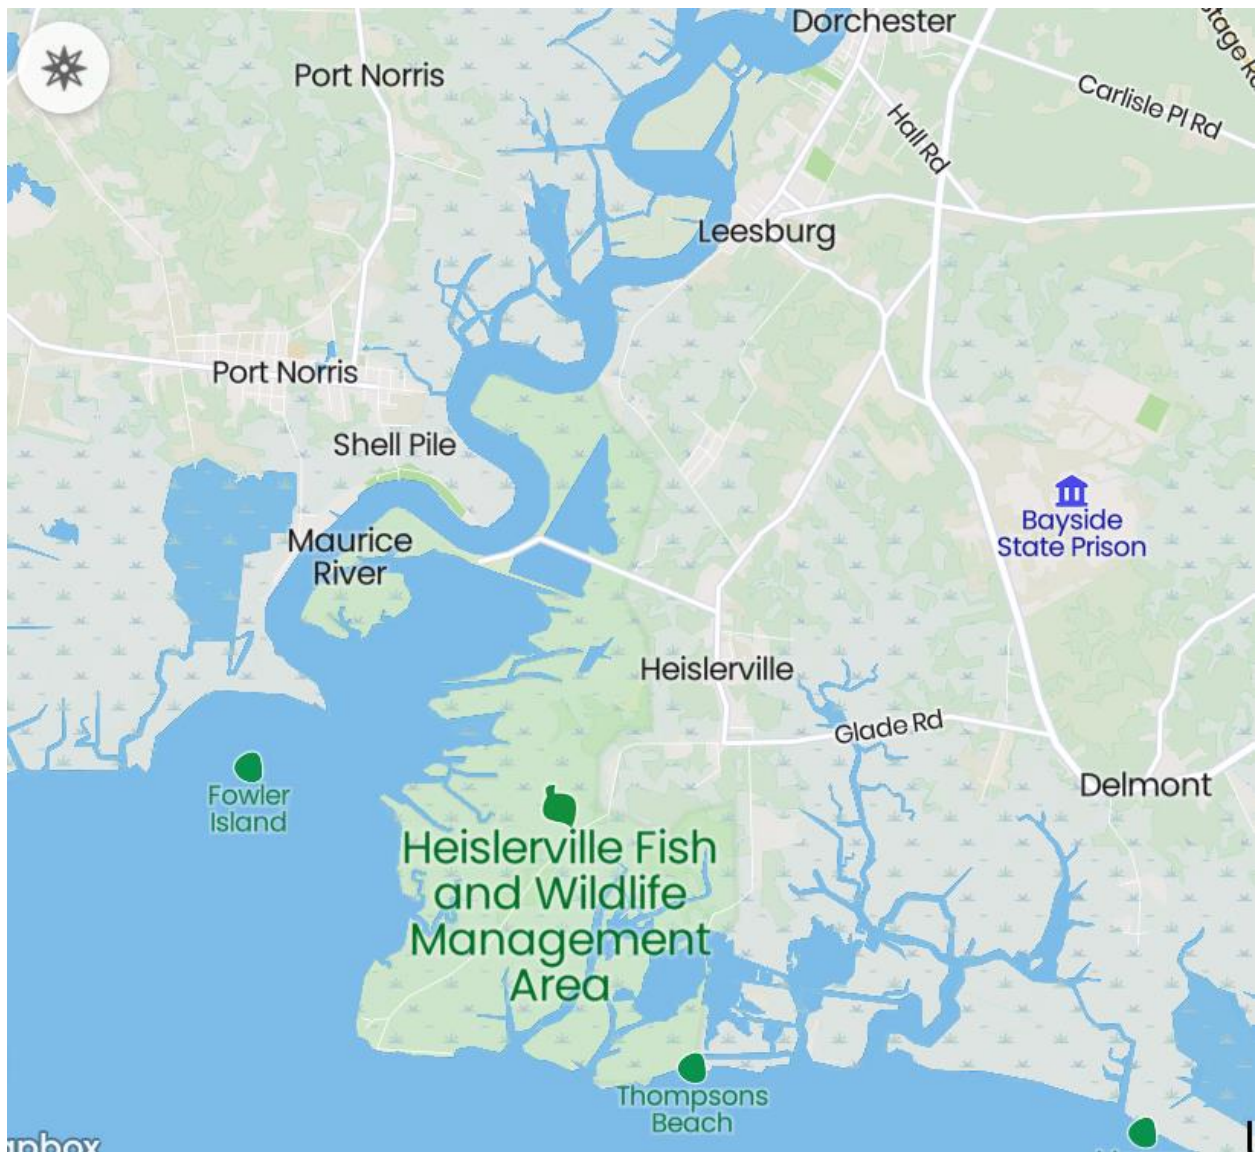 Dorchester
Port Norris
Carlisle Pl Rd
Hall Rd
Leesburg
Port Norris
Shell Pile
Maurice
River
Bayside
State Prison
Heislerville
Glade Rd
Delmont
Fowler
Island
Heislerville Fish
and Wildlife
Management
Area
Thompsons
Beach